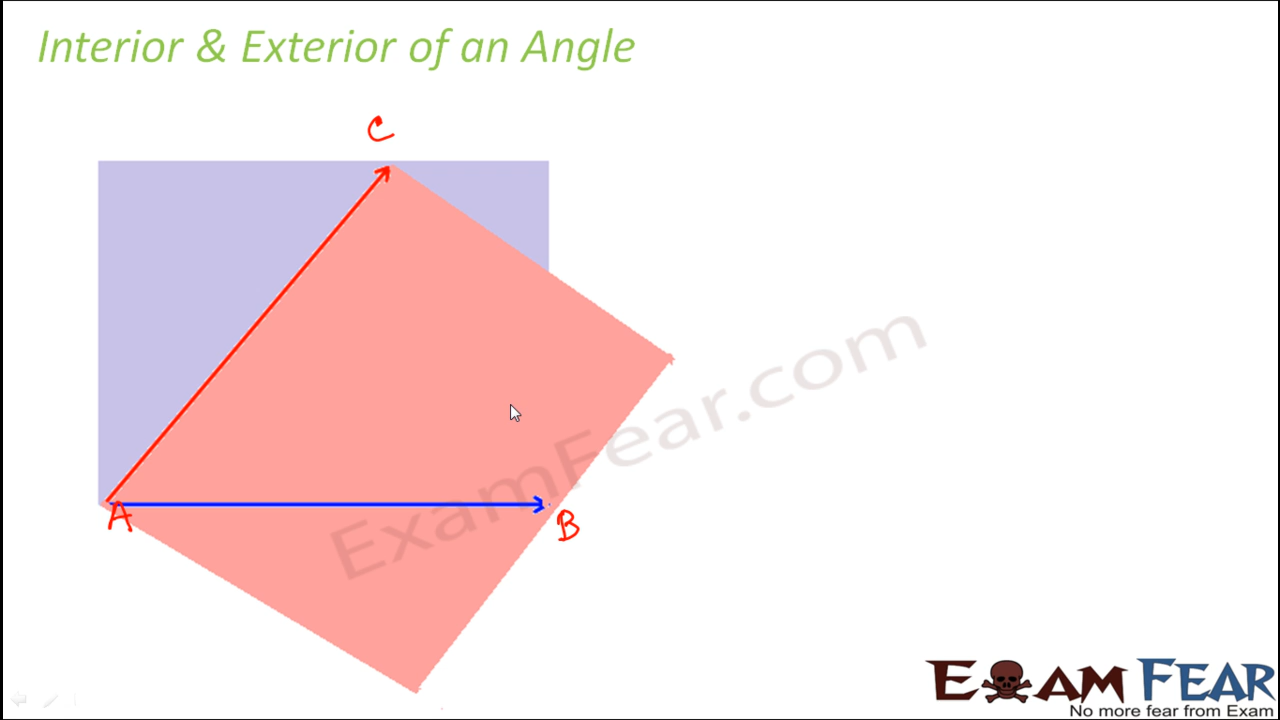 Interior & Exterior of an Angle
C
A
B
ExamFear.com
EXAMFEAR
No more fear from Exam